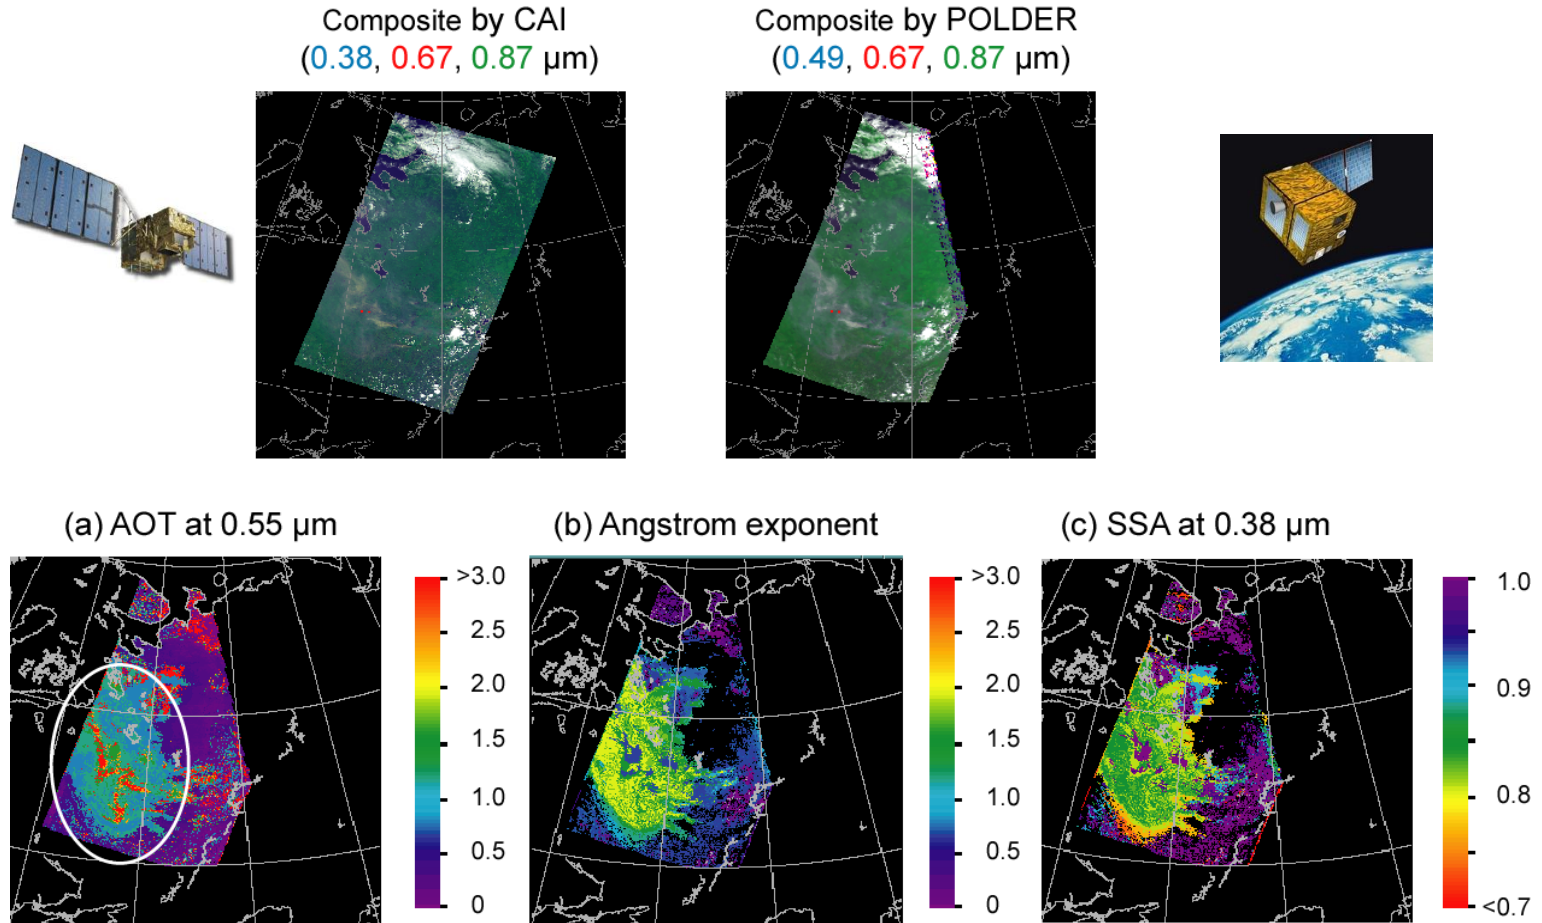 Composite by CAI
(0.38, 0.67, 0.87 µm)
Composite by POLDER
(0.49, 0.67, 0.87 µm)
(a) AOT at 0.55 µm
>3.0
2.5
2.0
1.5
1.0
0.5
0
(b) Angstrom exponent
>3.0
2.5
2.0
1.5
1.0
0.5
0
(c) SSA at 0.38 µm
1.0
0.9
0.8
<0.7